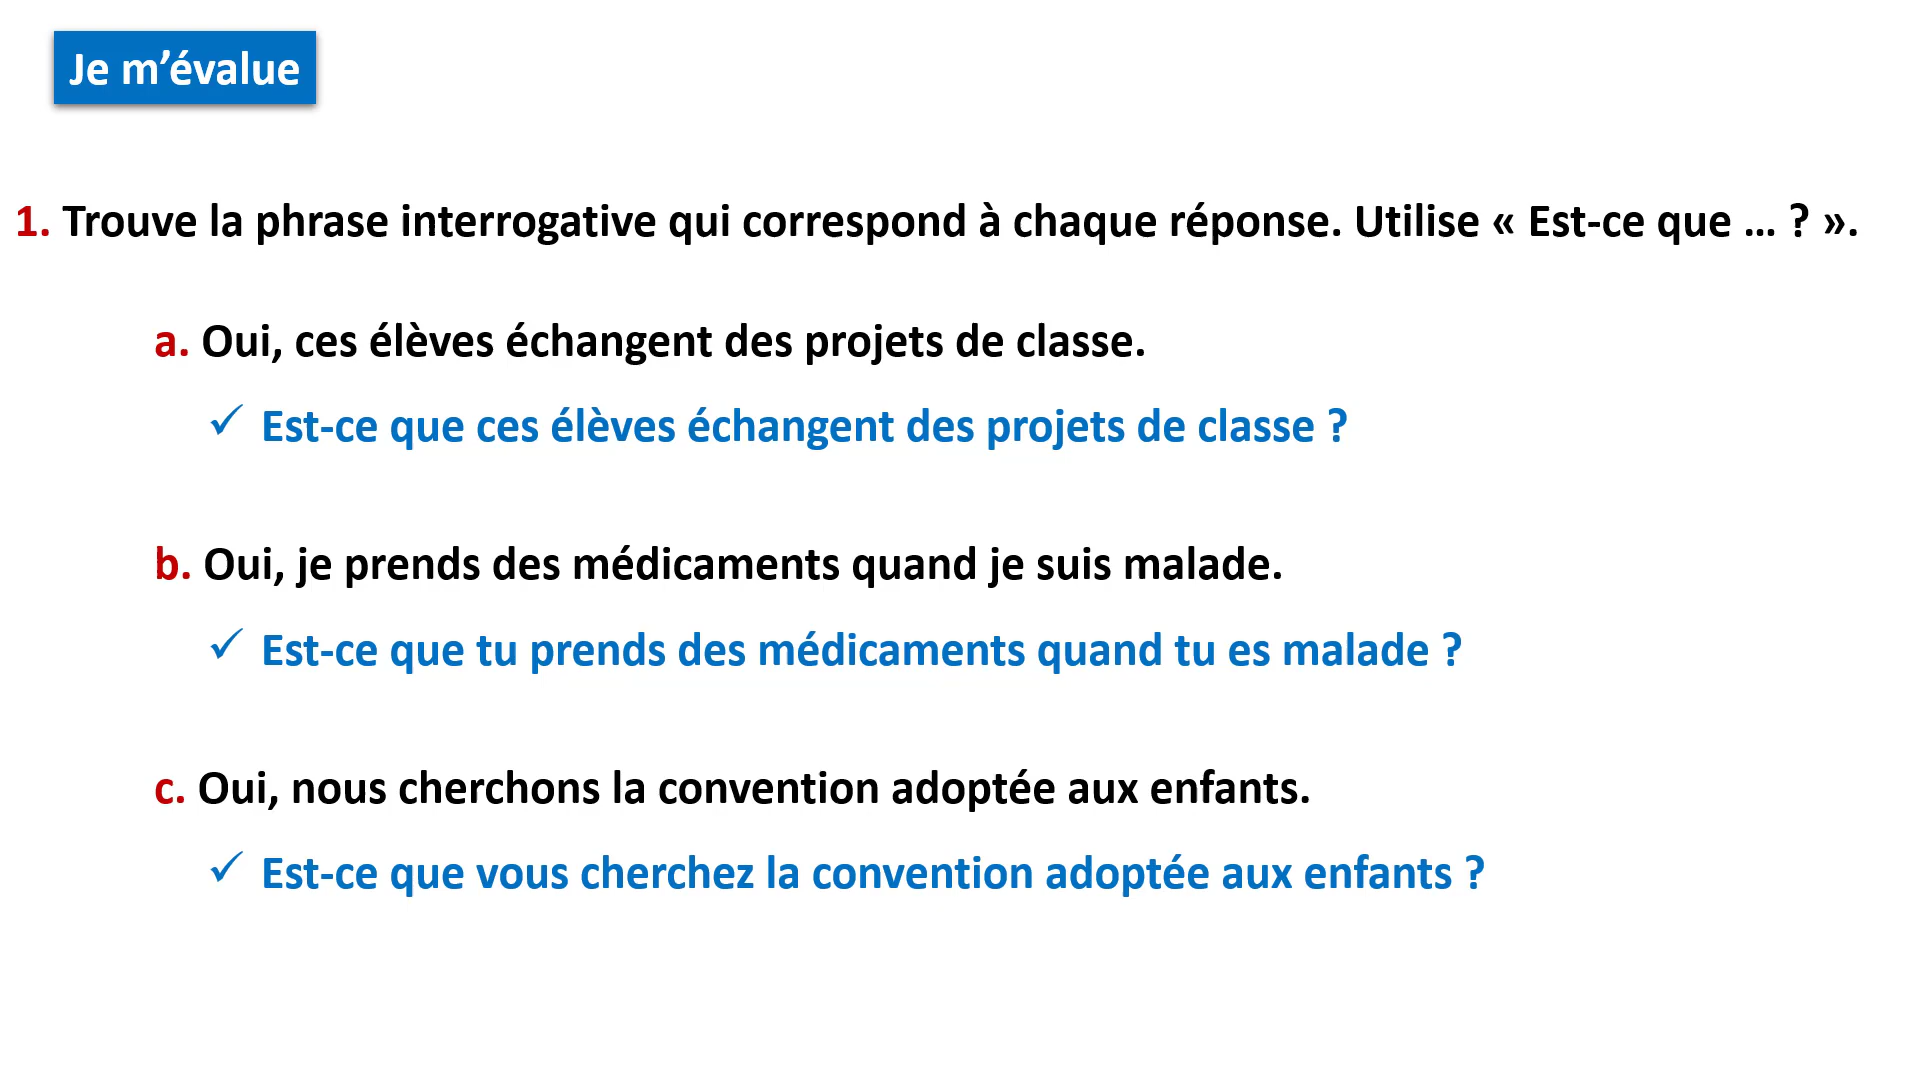 Je m’évalue
1. Trouve la phrase interrogative qui correspond à chaque réponse. Utilise « Est-ce que ... ? ».
a. Oui, ces élèves échangent des projets de classe.
✓ Est-ce que ces élèves échangent des projets de classe ?
b. Oui, je prends des médicaments quand je suis malade.
✓ Est-ce que tu prends des médicaments quand tu es malade ?
c. Oui, nous cherchons la convention adoptée aux enfants.
✓ Est-ce que vous cherchez la convention adoptée aux enfants ?